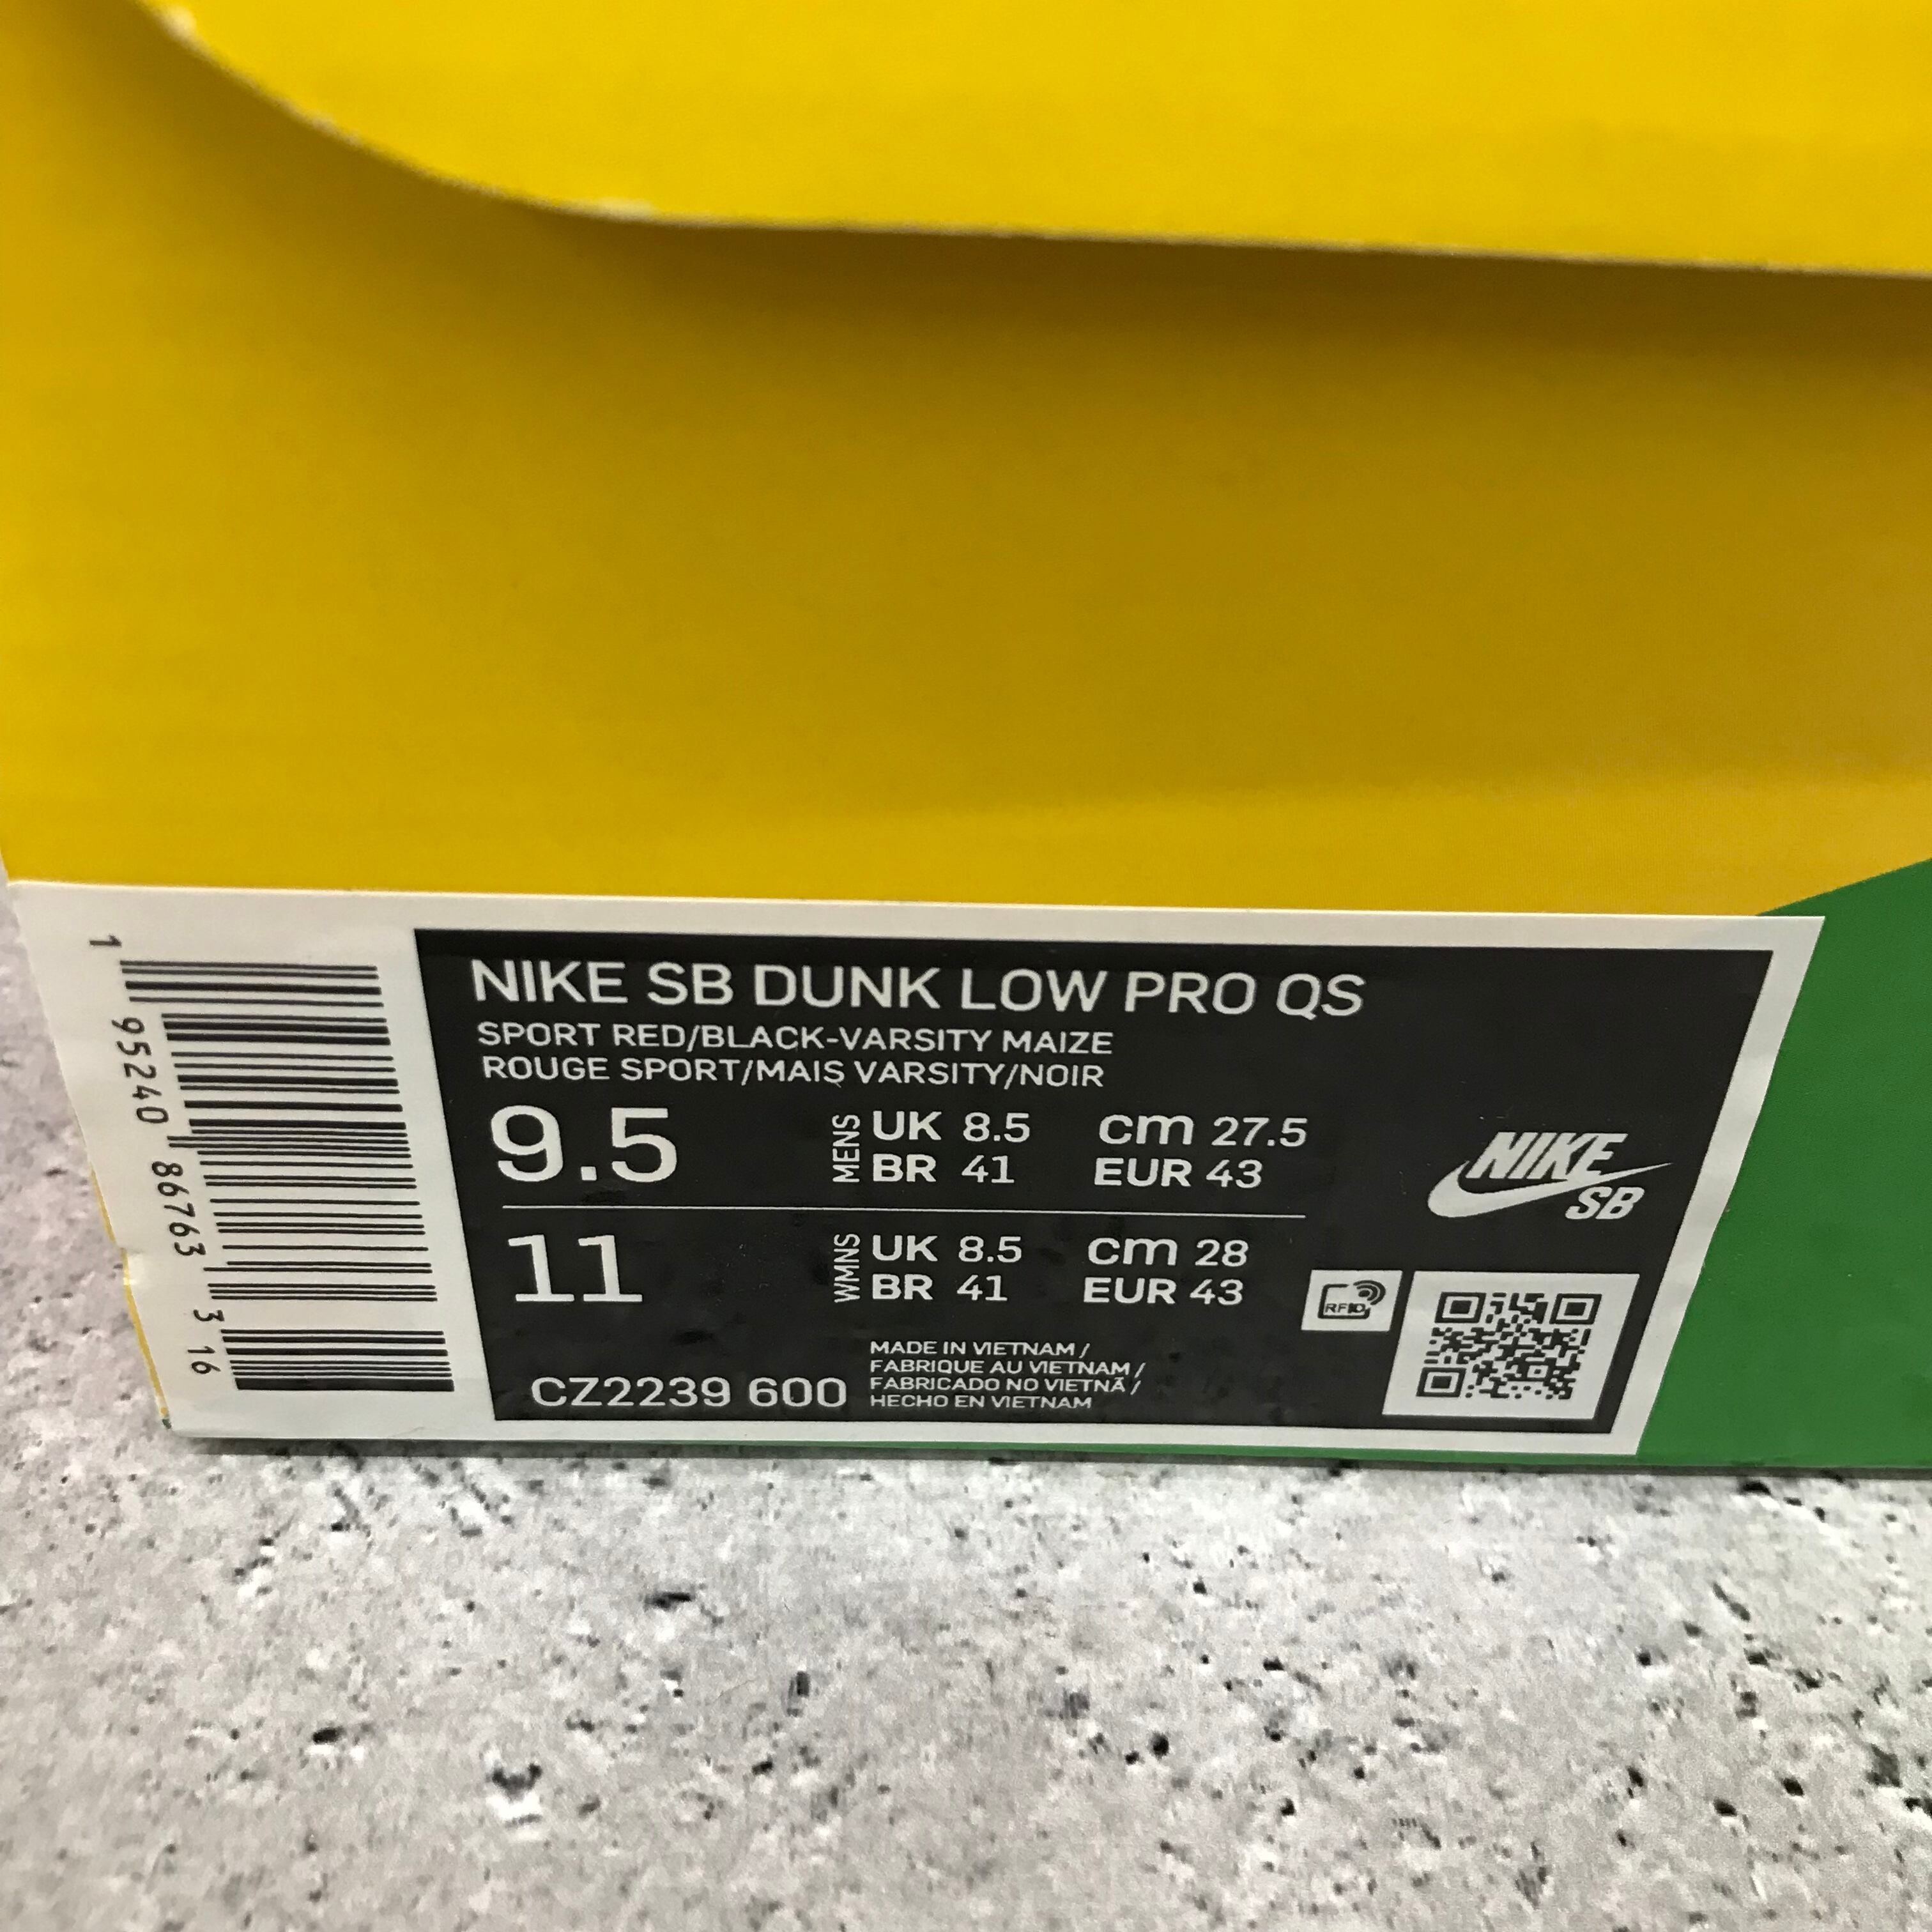 NIKE SB DUNK LOW PRO QS
SPORT RED/BLACK-VARSITY MAIZE
ROUGE SPORT/MAIS VARSITY/NOIR
9.5 MENS UK 8.5 cm 27.5
BR 41 EUR 43
11 WMNS UK 8.5 cm 28
BR 41 EUR 43
NIKE
SB
RFID
MADE IN VIETNAM /
FABRIQUE AU VIETNAM /
FABRICADO NO VIETNÃ /
HECHO EN VIETNAM
CZ2239 600
1 95240 86763 3 16